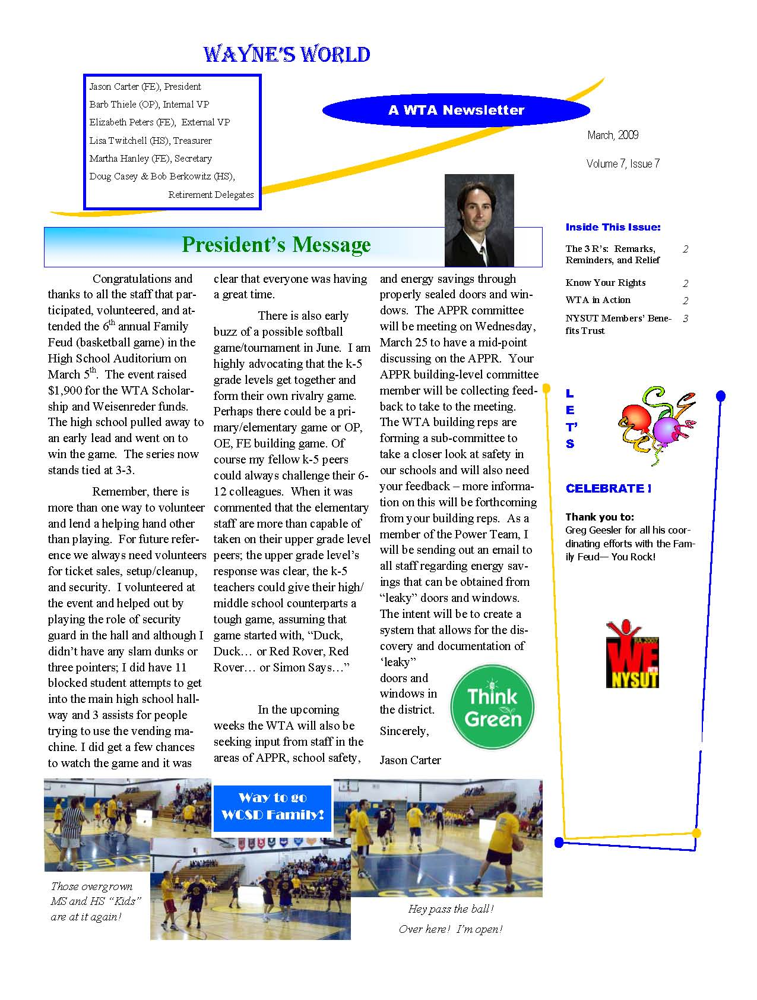 WAYNE'S WORLD
Jason Carter (FE), President
Barb Thiele (OP), Internal VP
Elizabeth Peters (FE),  External VP
Lisa Twitchell (HS), Treasurer
Martha Hanley (FE), Secretary
Doug Casey & Bob Berkowitz (HS),
Retirement Delegates
A WTA Newsletter
March, 2009
Volume 7, Issue 7
President's Message
Congratulations and
thanks to all the staff that par-
ticipated, volunteered, and at-
tended the 6th annual Family
Feud (basketball game) in the
High School Auditorium on
March 5th.  The event raised
$1,900 for the WTA Scholar-
ship and Weisenreder funds.
The high school pulled away to
an early lead and went on to
win the game.  The series now
stands tied at 3-3.
Remember, there is
more than one way to volunteer
and lend a helping hand other
than playing.  For future refer-
ence we always need volunteers
for ticket sales, setup/cleanup,
and security.  I volunteered at
the event and helped out by
playing the role of security
guard in the hall and although I
didn't have any slam dunks or
three pointers; I did have 11
blocked student attempts to get
into the main high school hall-
way and 3 assists for people
trying to use the vending ma-
chine. I did get a few chances
to watch the game and it was
clear that everyone was having
a great time.
There is also early
buzz of a possible softball
game/tournament in June.  I am
highly advocating that the k-5
grade levels get together and
form their own rivalry game.
Perhaps there could be a pri-
mary/elementary game or OP,
OE, FE building game. Of
course my fellow k-5 peers
could always challenge their 6-
12 colleagues.  When it was
commented that the elementary
staff are more than capable of
taken on their upper grade level
peers; the upper grade level's
response was clear, the k-5
teachers could give their high/
middle school counterparts a
tough game, assuming that
game started with, "Duck,
Duck… or Red Rover, Red
Rover… or Simon Says…"
In the upcoming
weeks the WTA will also be
seeking input from staff in the
areas of APPR, school safety,
and energy savings through
properly sealed doors and win-
dows.  The APPR committee
will be meeting on Wednesday,
March 25 to have a mid-point
discussing on the APPR.  Your
APPR building-level committee
member will be collecting feed-
back to take to the meeting.
The WTA building reps are
forming a sub-committee to
take a closer look at safety in
our schools and will also need
your feedback – more informa-
tion on this will be forthcoming
from your building reps.  As a
member of the Power Team, I
will be sending out an email to
all staff regarding energy sav-
ings that can be obtained from
"leaky" doors and windows.
The intent will be to create a
system that allows for the dis-
covery and documentation of
'leaky"
doors and
windows in
the district.
Sincerely,
Jason Carter
Think
Green
Inside This Issue:
The 3 R's:  Remarks, 2
Reminders, and Relief
Know Your Rights 2
WTA in Action 2
NYSUT Members' Bene- 3
fits Trust
L
E
T'
S
CELEBRATE !
Thank you to:
Greg Geesler for all his coor-
dinating efforts with the Fam-
ily Feud— You Rock!
WE
NYSUT
Way to go
WCSD Family!
Those overgrown
MS and HS "Kids"
are at it again!
Hey pass the ball!
Over here!  I'm open!